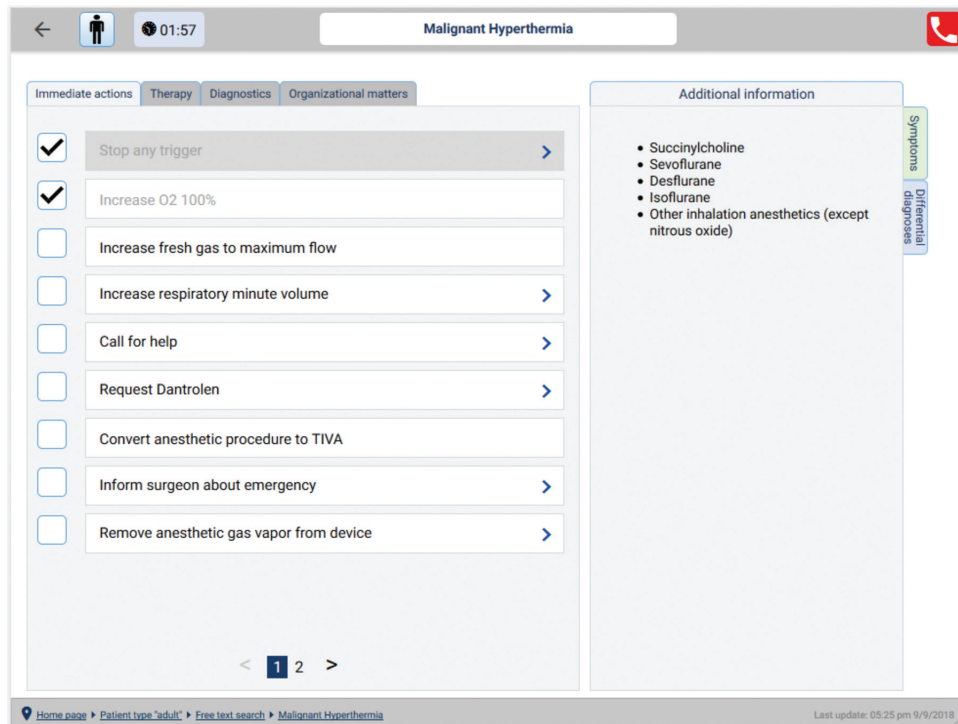 01:57
Malignant Hyperthermia
Immediate actions
Therapy
Diagnostics
Organizational matters
Stop any trigger
Increase O2 100%
Increase fresh gas to maximum flow
Increase respiratory minute volume
Call for help
Request Dantrolen
Convert anesthetic procedure to TIVA
Inform surgeon about emergency
Remove anesthetic gas vapor from device
< 1 2 >
Additional information
• Succinylcholine
• Sevoflurane
• Desflurane
• Isoflurane
• Other inhalation anesthetics (except
nitrous oxide)
Symptoms
Differential
diagnoses
Home page ▸ Patient type "adult" ▸ Free text search ▸ Malignant Hyperthermia
Last update: 05:25 pm 9/9/2018